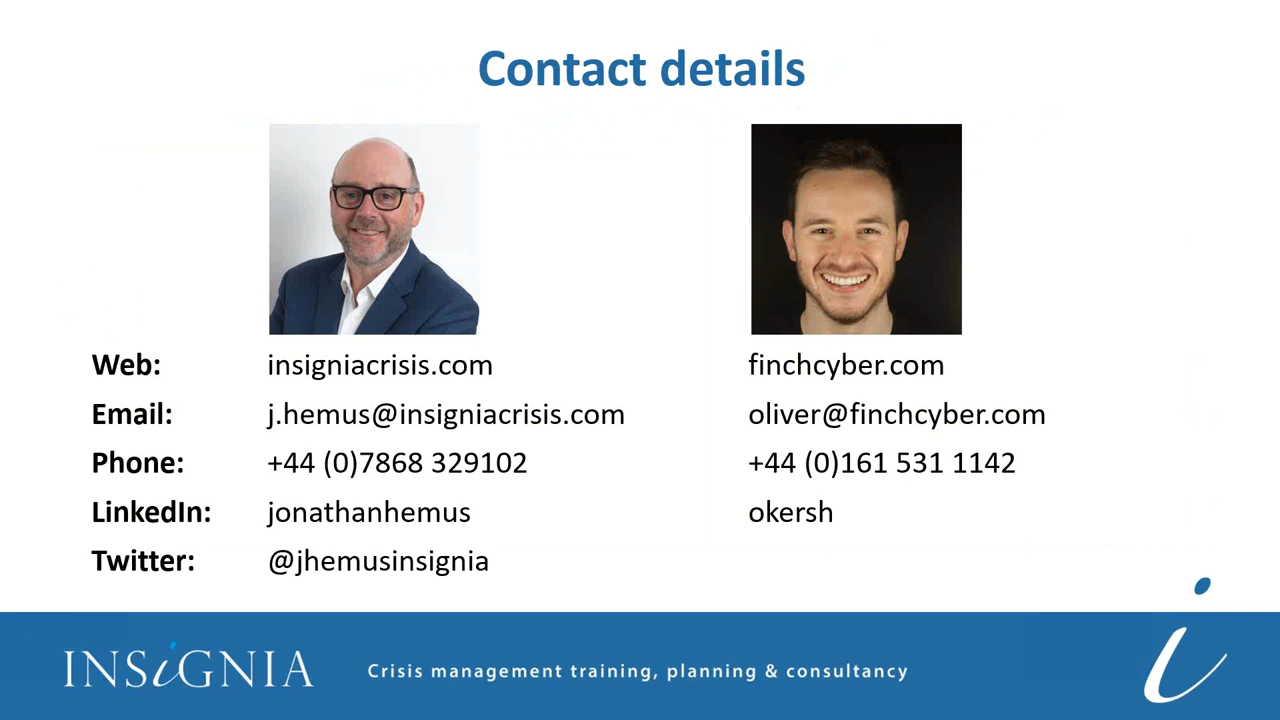 Contact details
Web: insigniacrisis.com finchcyber.com
Email: j.hemus@insigniacrisis.com oliver@finchcyber.com
Phone: +44 (0)7868 329102 +44 (0)161 531 1142
LinkedIn: jonathanhemus okersh
Twitter: @jhemusinsignia
INSiGNIA Crisis management training, planning & consultancy i